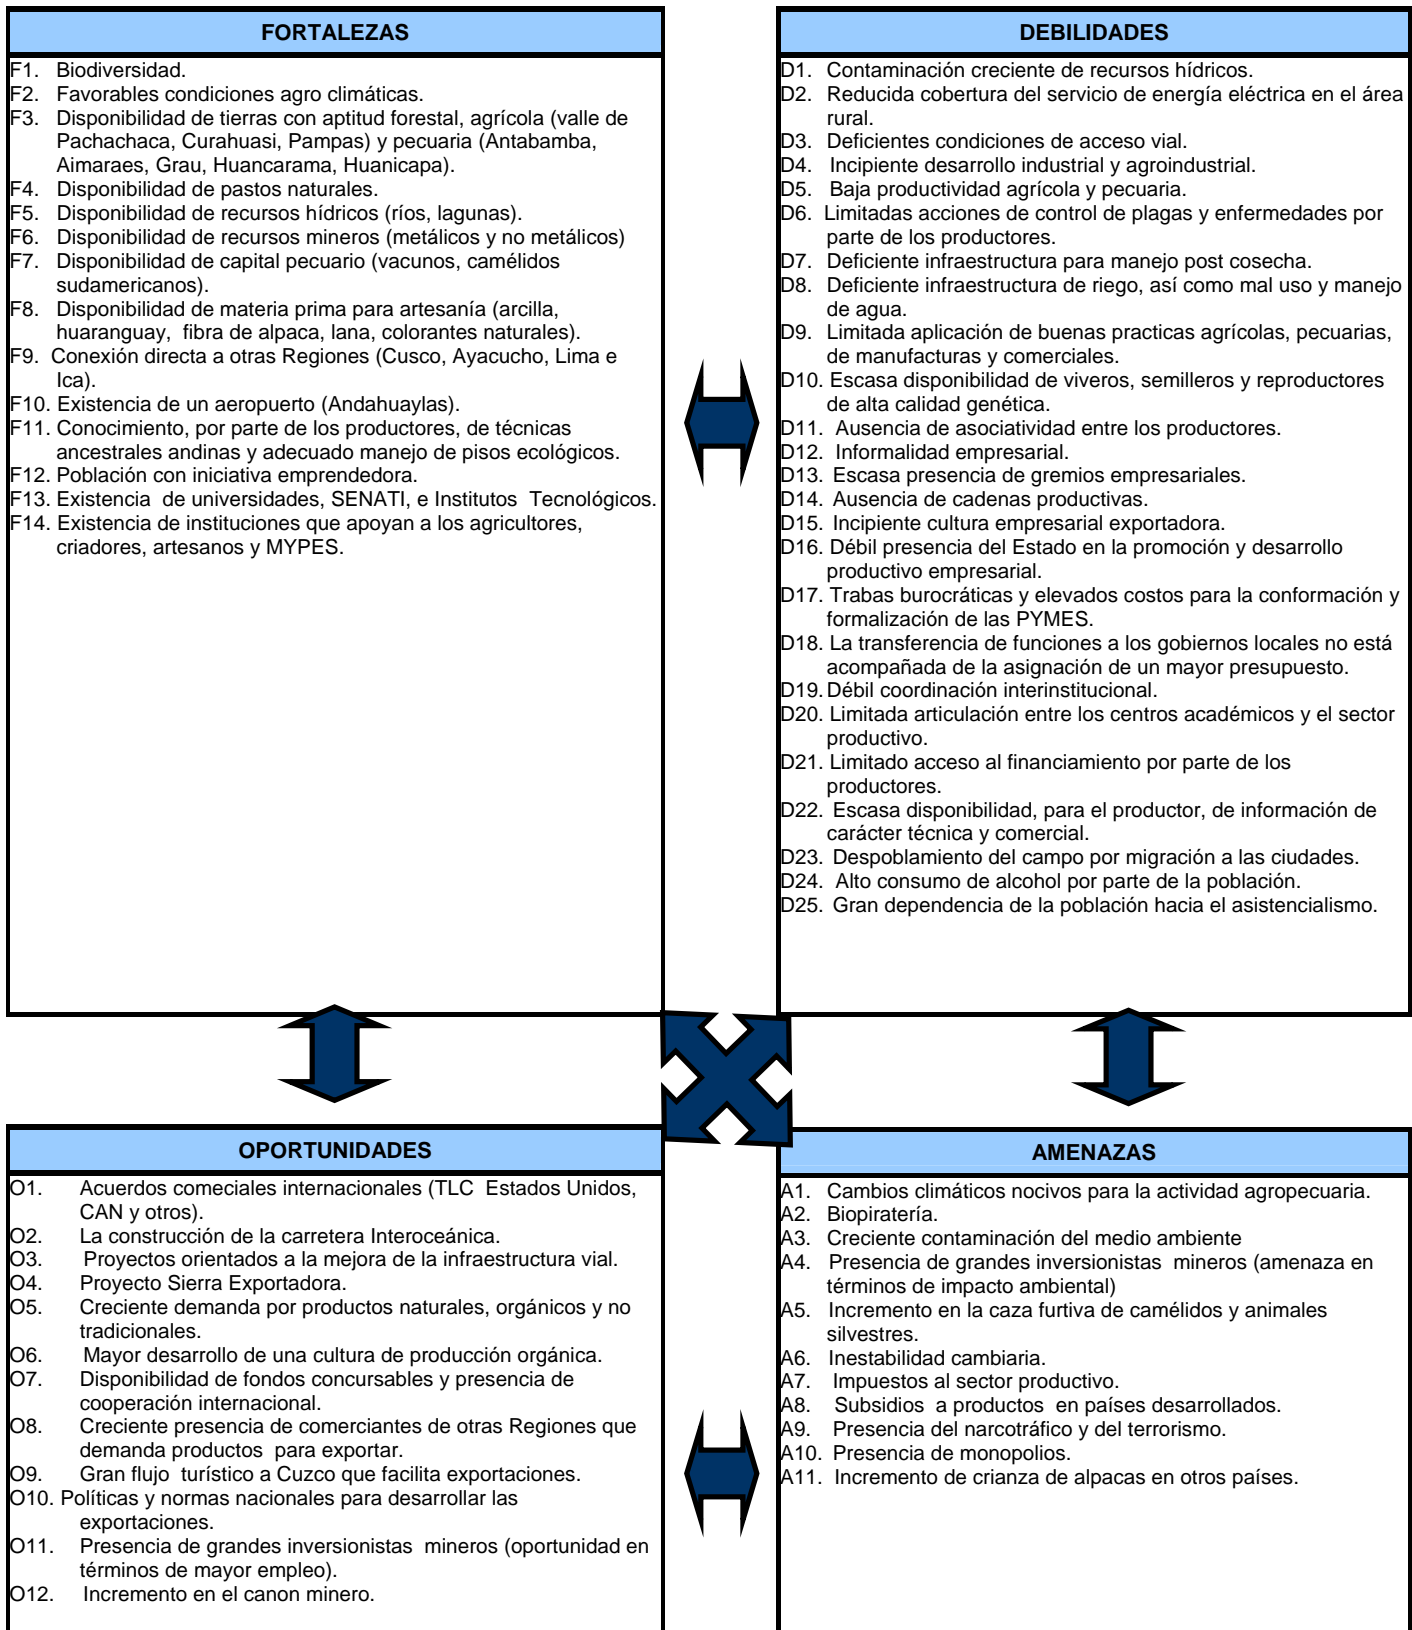 FORTALEZAS
F1. Biodiversidad.
F2. Favorables condiciones agro climáticas.
F3. Disponibilidad de tierras con aptitud forestal, agrícola (valle de
Pachachaca, Curahuasi, Pampas) y pecuaria (Antabamba,
Aimaraes, Grau, Huancarama, Huanicapa).
F4. Disponibilidad de pastos naturales.
F5. Disponibilidad de recursos hídricos (ríos, lagunas).
F6. Disponibilidad de recursos mineros (metálicos y no metálicos)
F7. Disponibilidad de capital pecuario (vacunos, camélidos
sudamericanos).
F8. Disponibilidad de materia prima para artesanía (arcilla,
huaranguay, fibra de alpaca, lana, colorantes naturales).
F9. Conexión directa a otras Regiones (Cusco, Ayacucho, Lima e
Ica).
F10. Existencia de un aeropuerto (Andahuaylas).
F11. Conocimiento, por parte de los productores, de técnicas
ancestrales andinas y adecuado manejo de pisos ecológicos.
F12. Población con iniciativa emprendedora.
F13. Existencia de universidades, SENATI, e Institutos Tecnológicos.
F14. Existencia de instituciones que apoyan a los agricultores,
criadores, artesanos y MYPES.
DEBILIDADES
D1. Contaminación creciente de recursos hídricos.
D2. Reducida cobertura del servicio de energía eléctrica en el área
rural.
D3. Deficientes condiciones de acceso vial.
D4. Incipiente desarrollo industrial y agroindustrial.
D5. Baja productividad agrícola y pecuaria.
D6. Limitadas acciones de control de plagas y enfermedades por
parte de los productores.
D7. Deficiente infraestructura para manejo post cosecha.
D8. Deficiente infraestructura de riego, así como mal uso y manejo
de agua.
D9. Limitada aplicación de buenas practicas agrícolas, pecuarias,
de manufacturas y comerciales.
D10. Escasa disponibilidad de viveros, semilleros y reproductores
de alta calidad genética.
D11. Ausencia de asociatividad entre los productores.
D12. Informalidad empresarial.
D13. Escasa presencia de gremios empresariales.
D14. Ausencia de cadenas productivas.
D15. Incipiente cultura empresarial exportadora.
D16. Débil presencia del Estado en la promoción y desarrollo
productivo empresarial.
D17. Trabas burocráticas y elevados costos para la conformación y
formalización de las PYMES.
D18. La transferencia de funciones a los gobiernos locales no está
acompañada de la asignación de un mayor presupuesto.
D19. Débil coordinación interinstitucional.
D20. Limitada articulación entre los centros académicos y el sector
productivo.
D21. Limitado acceso al financiamiento por parte de los
productores.
D22. Escasa disponibilidad, para el productor, de información de
carácter técnica y comercial.
D23. Despoblamiento del campo por migración a las ciudades.
D24. Alto consumo de alcohol por parte de la población.
D25. Gran dependencia de la población hacia el asistencialismo.
OPORTUNIDADES
O1. Acuerdos comeciales internacionales (TLC Estados Unidos,
CAN y otros).
O2. La construcción de la carretera Interoceánica.
O3. Proyectos orientados a la mejora de la infraestructura vial.
O4. Proyecto Sierra Exportadora.
O5. Creciente demanda por productos naturales, orgánicos y no
tradicionales.
O6. Mayor desarrollo de una cultura de producción orgánica.
O7. Disponibilidad de fondos concursables y presencia de
cooperación internacional.
O8. Creciente presencia de comerciantes de otras Regiones que
demanda productos para exportar.
O9. Gran flujo turístico a Cuzco que facilita exportaciones.
O10. Políticas y normas nacionales para desarrollar las
exportaciones.
O11. Presencia de grandes inversionistas mineros (oportunidad en
términos de mayor empleo).
O12. Incremento en el canon minero.
AMENAZAS
A1. Cambios climáticos nocivos para la actividad agropecuaria.
A2. Biopiratería.
A3. Creciente contaminación del medio ambiente
A4. Presencia de grandes inversionistas mineros (amenaza en
términos de impacto ambiental)
A5. Incremento en la caza furtiva de camélidos y animales
silvestres.
A6. Inestabilidad cambiaria.
A7. Impuestos al sector productivo.
A8. Subsidios a productos en países desarrollados.
A9. Presencia del narcotráfico y del terrorismo.
A10. Presencia de monopolios.
A11. Incremento de crianza de alpacas en otros países.